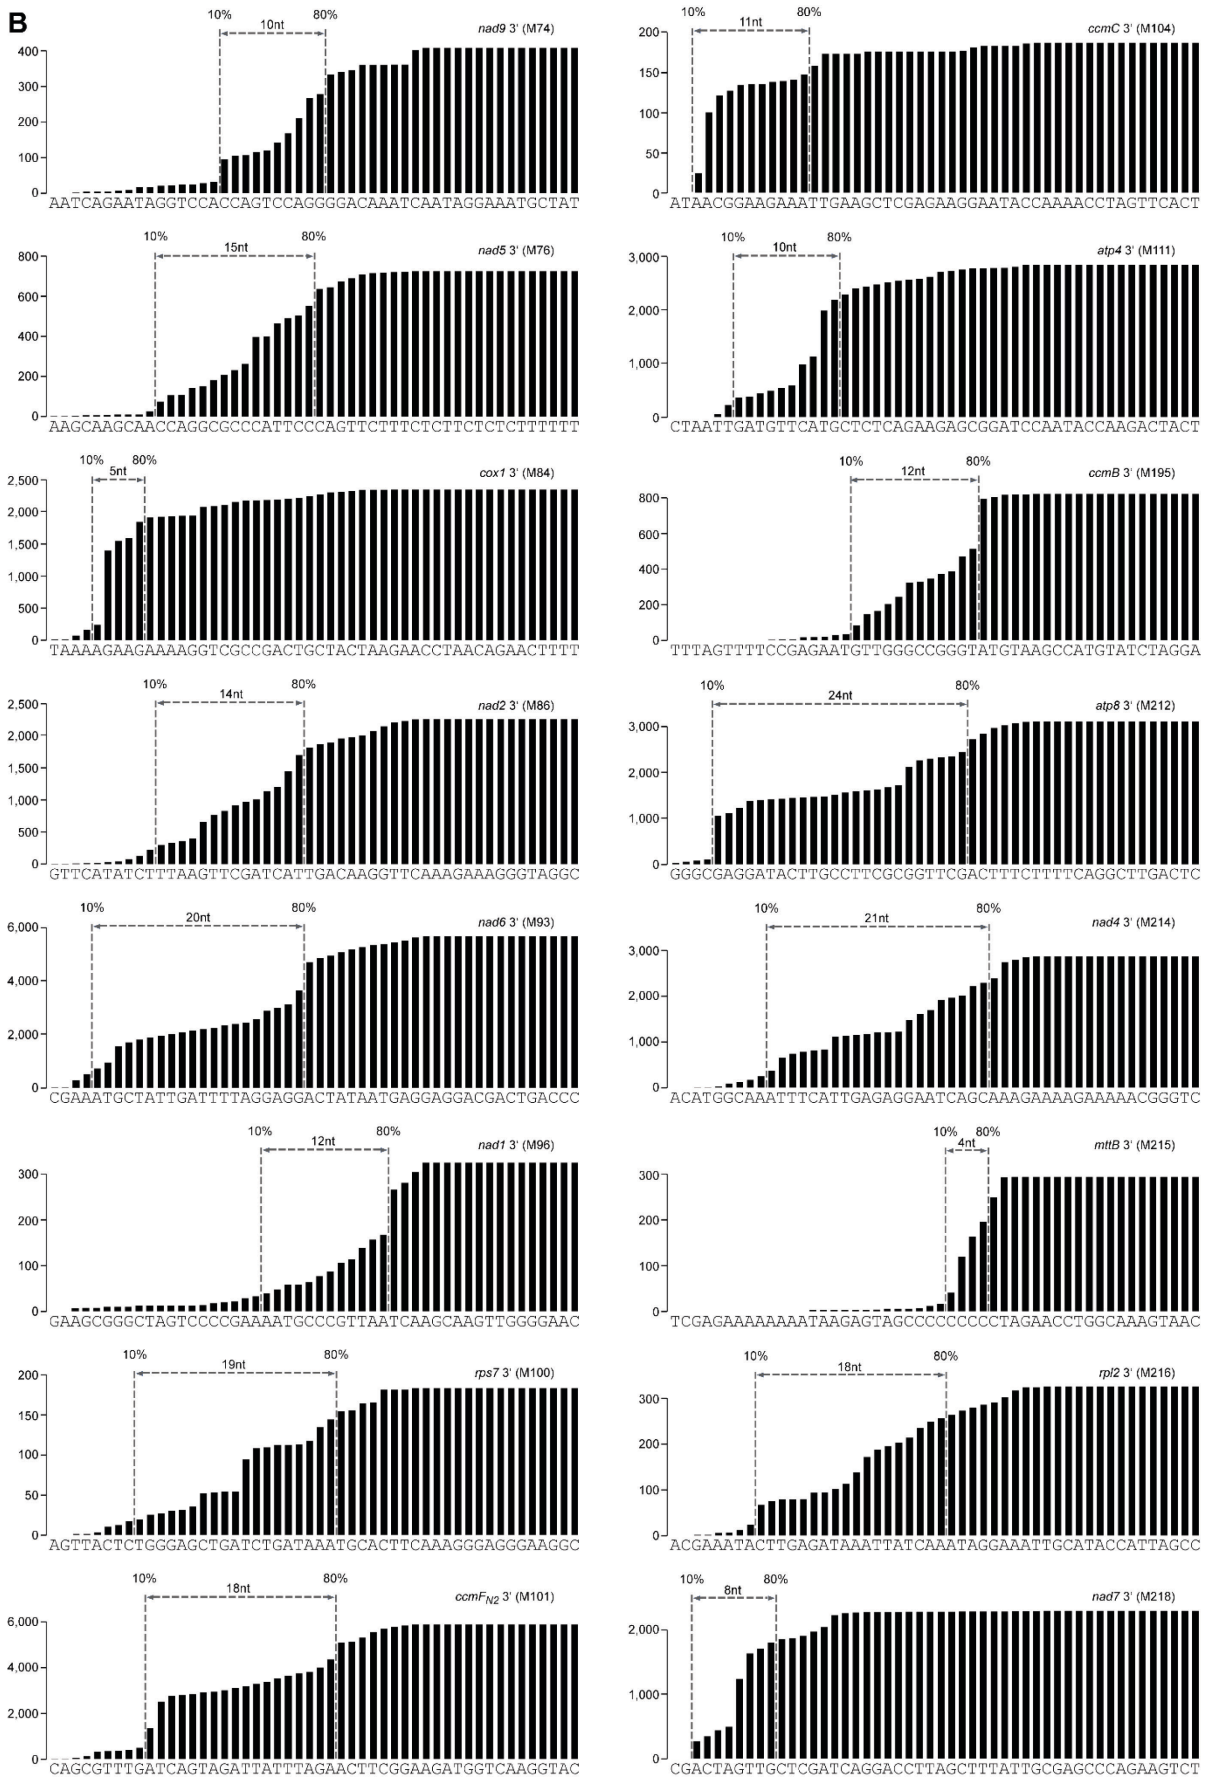 B
10% 80%
10nt
nad9 3' (M74)
400
300
200
100
0
AATCAGAATAGGTCCACCAGTCCAGGGGACAAATCAATAGGAAATGCTAT
10% 80%
11nt
ccmC 3' (M104)
200
150
100
50
0
ATAACGGAAGAAATTGAAGCTCGAGAAGGAATACCAAAACCTAGTTCACT
10% 80%
15nt
nad5 3' (M76)
800
600
400
200
0
AAGCAAGCAACCAGGCGCCCATTCCCAGTTCTTTCTCTTCTCTCTTTTTT
10% 80%
10nt
atp4 3' (M111)
3,000
2,000
1,000
0
CTAATTGATGTTCATGCTCTCAGAAGAGCGGATCCAATACCAAGACTACT
10% 80%
5nt
cox1 3' (M84)
2,500
2,000
1,500
1,000
500
0
TAAAAGAAGAAAAGGTCGCCGACTGCTACTAAGAACCTAACAGAACTTTT
10% 80%
12nt
ccmB 3' (M195)
800
600
400
200
0
TTTAGTTTTCCGAGAATGTTGGGCCGGGTATGTAAGCCATGTATCTAGGA
10% 80%
14nt
nad2 3' (M86)
2,500
2,000
1,500
1,000
500
0
GTTCATATCTTTAAGTTCGATCATTGACAAGGTTCAAAGAAAGGGTAGGC
10% 80%
24nt
atp8 3' (M212)
3,000
2,000
1,000
0
GGGCGAGGATACTTGCCTTCGCGGTTCGACTTTCTTTTCAGGCTTGACTC
10% 80%
20nt
nad6 3' (M93)
6,000
4,000
2,000
0
CGAAATGCTATTGATTTTAGGAGGACTATAATGAGGAGGACGACTGACCC
10% 80%
21nt
nad4 3' (M214)
3,000
2,000
1,000
0
ACATGGCAAATTTCATTGAGAGGAATCAGCAAAGAAAAGAAAAACGGGTC
10% 80%
12nt
nad1 3' (M96)
300
200
100
0
GAAGCGGGCTAGTCCCCGAAAATGCCCGTTAATCAAGCAAGTTGGGGAAC
10% 80%
4nt
mttB 3' (M215)
300
200
100
0
TCGAGAAAAAAAATAAGAGTAGCCCCCCCCCTAGAACCTGGCAAAGTAAC
10% 80%
19nt
rps7 3' (M100)
200
150
100
50
0
AGTTACTCTGGGAGCTGATCTGATAAATGCACTTCAAAGGGAGGGAAGGC
10% 80%
18nt
rpl2 3' (M216)
300
200
100
0
ACGAAATACTTGAGATAAATTATCAAATAGGAAATTGCATACCATTAGCC
10% 80%
18nt
ccmFN2 3' (M101)
6,000
4,000
2,000
0
CAGCGTTTGATCAGTAGATTATTTAGAACTTCGGAAGATGGTCAAGGTAC
10% 80%
8nt
nad7 3' (M218)
2,000
1,000
0
CGACTAGTTGCTCGATCAGGACCTTAGCTTTATTGCGAGCCCAGAAGTCT